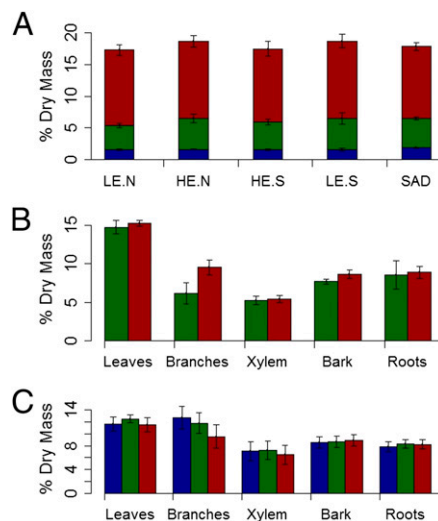 A
% Dry Mass
20
15
10
5
0
LE.N HE.N HE.S LE.S SAD
B
% Dry Mass
15
10
5
0
Leaves Branches Xylem Bark Roots
C
% Dry Mass
14
8
4
0
Leaves Branches Xylem Bark Roots